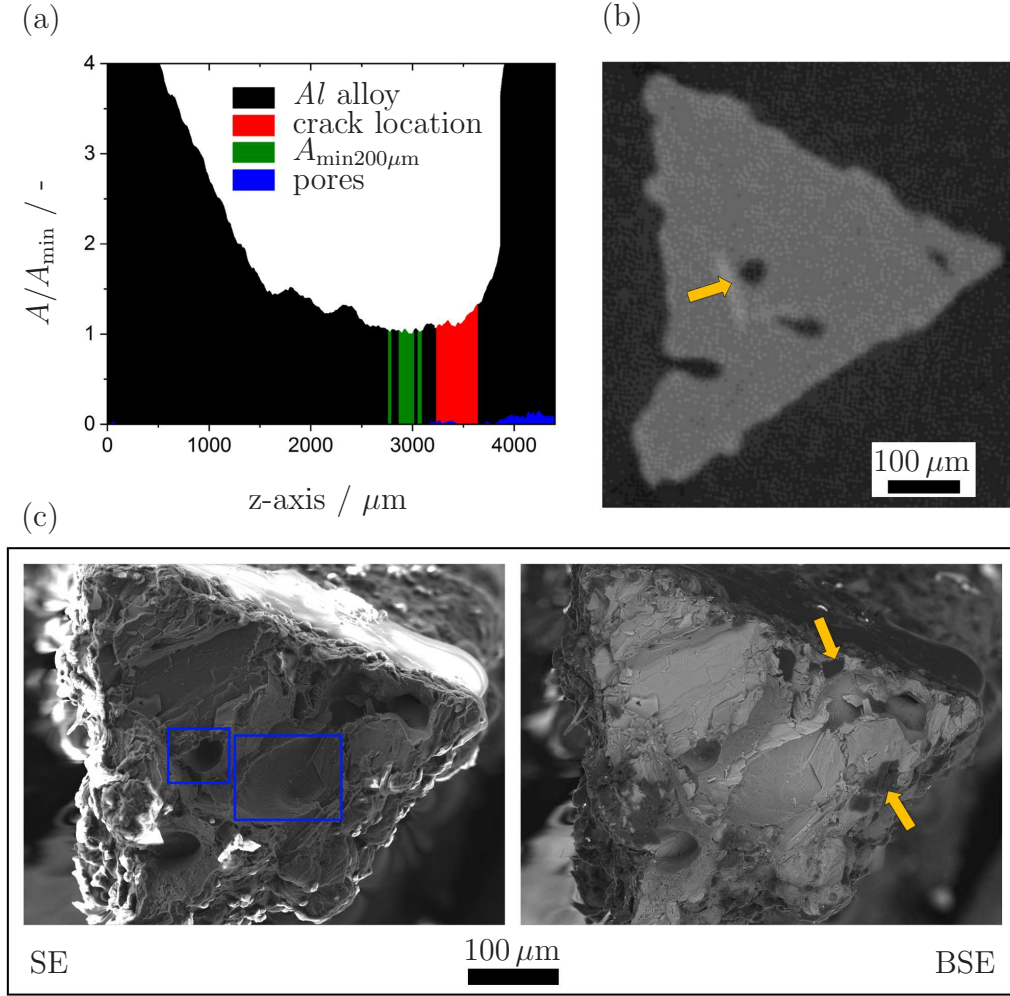 (a)
(b)
A/A_min / -
4
3
2
1
0
Al alloy
crack location
A_min200μm
pores
0
1000
2000
3000
4000
z-axis / μm
100 μm
(c)
SE
100 μm
BSE